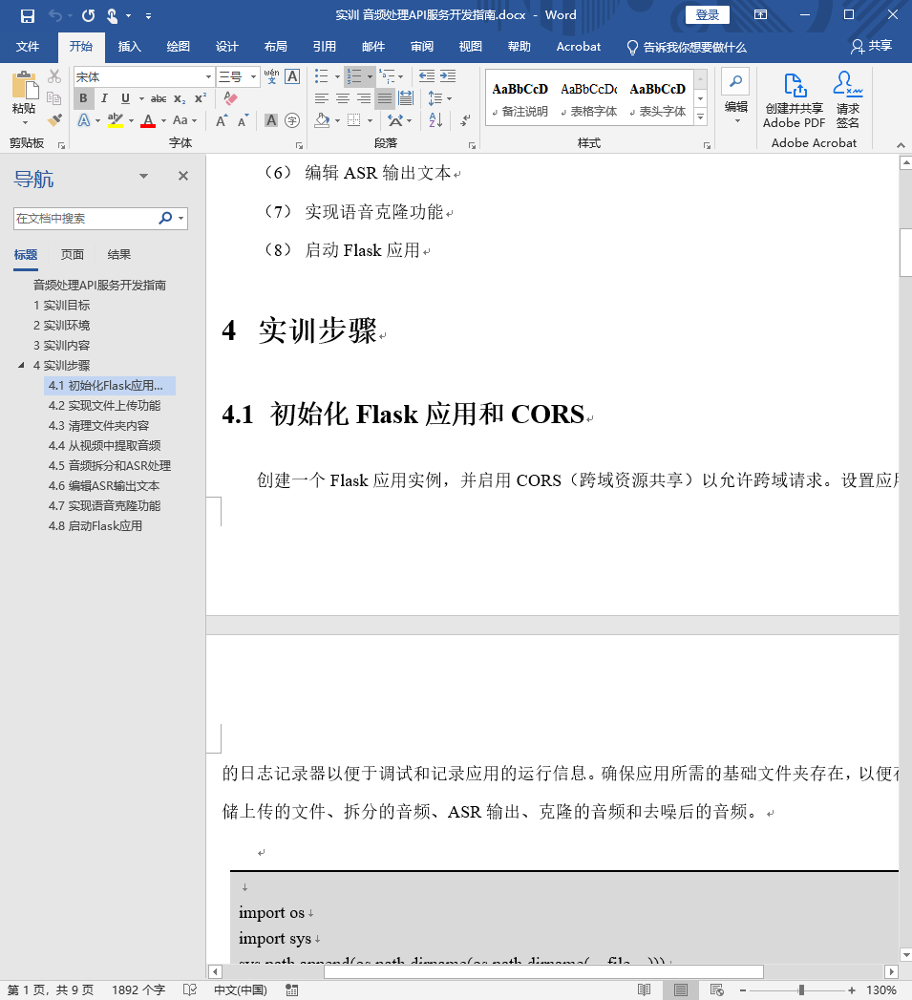 实训 音频处理API服务开发指南.docx - Word
登录
文件 开始 插入 绘图 设计 布局 引用 邮件 审阅 视图 帮助 Acrobat 告诉我你想要做什么 共享
宋体 三号 wén 文 A
粘贴
B I U abc x₂ x² 
A aby A Aa A A A 字
AaBbCcD AaBbCcDc AaBbCcD
备注说明 表格字体 表头字体
编辑
创建并共享 Adobe PDF
请求 签名
剪贴板 字体 段落 样式 Adobe Acrobat
导航
在文档中搜索
标题 页面 结果
音频处理API服务开发指南
1 实训目标
2 实训环境
3 实训内容
4 实训步骤
4.1 初始化Flask应用...
4.2 实现文件上传功能
4.3 清理文件夹内容
4.4 从视频中提取音频
4.5 音频拆分和ASR处理
4.6 编辑ASR输出文本
4.7 实现语音克隆功能
4.8 启动Flask应用
（6） 编辑 ASR 输出文本
（7） 实现语音克隆功能
（8） 启动 Flask 应用
4 实训步骤
4.1 初始化 Flask 应用和 CORS
创建一个 Flask 应用实例，并启用 CORS（跨域资源共享）以允许跨域请求。设置应用
的日志记录器以便于调试和记录应用的运行信息。确保应用所需的基础文件夹存在，以便存
储上传的文件、拆分的音频、ASR 输出、克隆的音频和去噪后的音频。
import os
import sys
sys.path.append(os.path.dirname(os.path.dirname(__file__)))
第 1 页，共 9 页 1892 个字 中文(中国) 130%